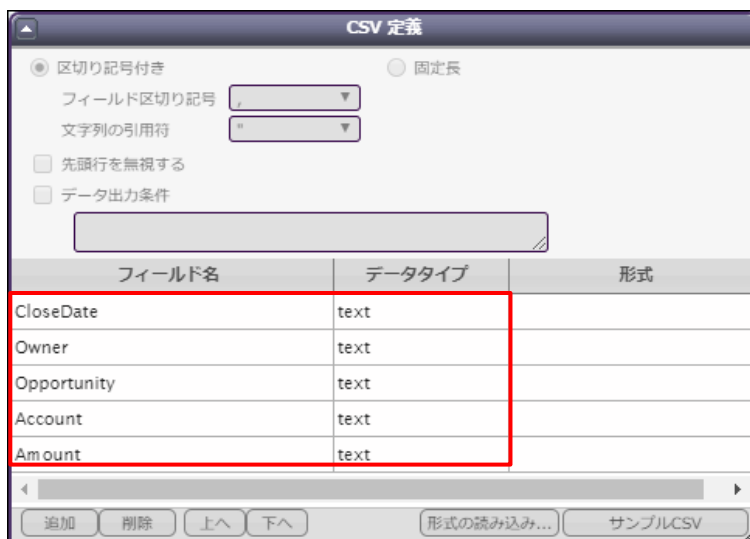 CSV 定義
区切り記号付き 固定長
フィールド区切り記号 ,
文字列の引用符 "
先頭行を無視する
データ出力条件
フィールド名 データタイプ 形式
CloseDate text
Owner text
Opportunity text
Account text
Amount text
追加 削除 上へ 下へ 形式の読み込み... サンプルCSV